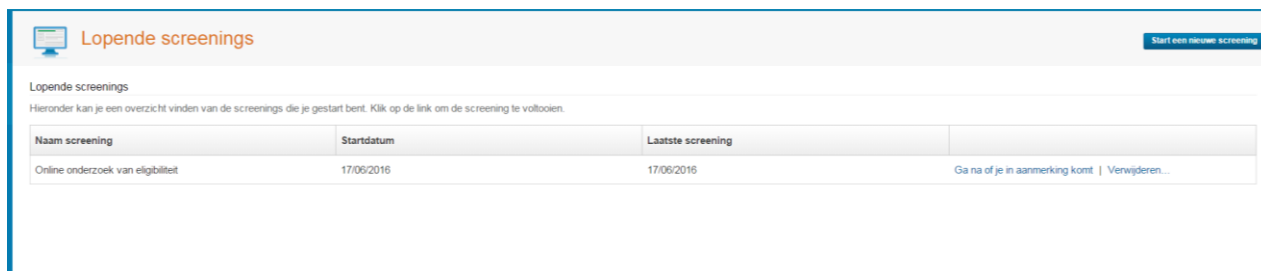 Lopende screenings
Start een nieuwe screening
Lopende screenings
Hieronder kan je een overzicht vinden van de screenings die je gestart bent. Klik op de link om de screening te voltooien.
Naam screening Startdatum Laatste screening
Online onderzoek van eligibiliteit 17/06/2016 17/06/2016 Ga na of je in aanmerking komt | Verwijderen...